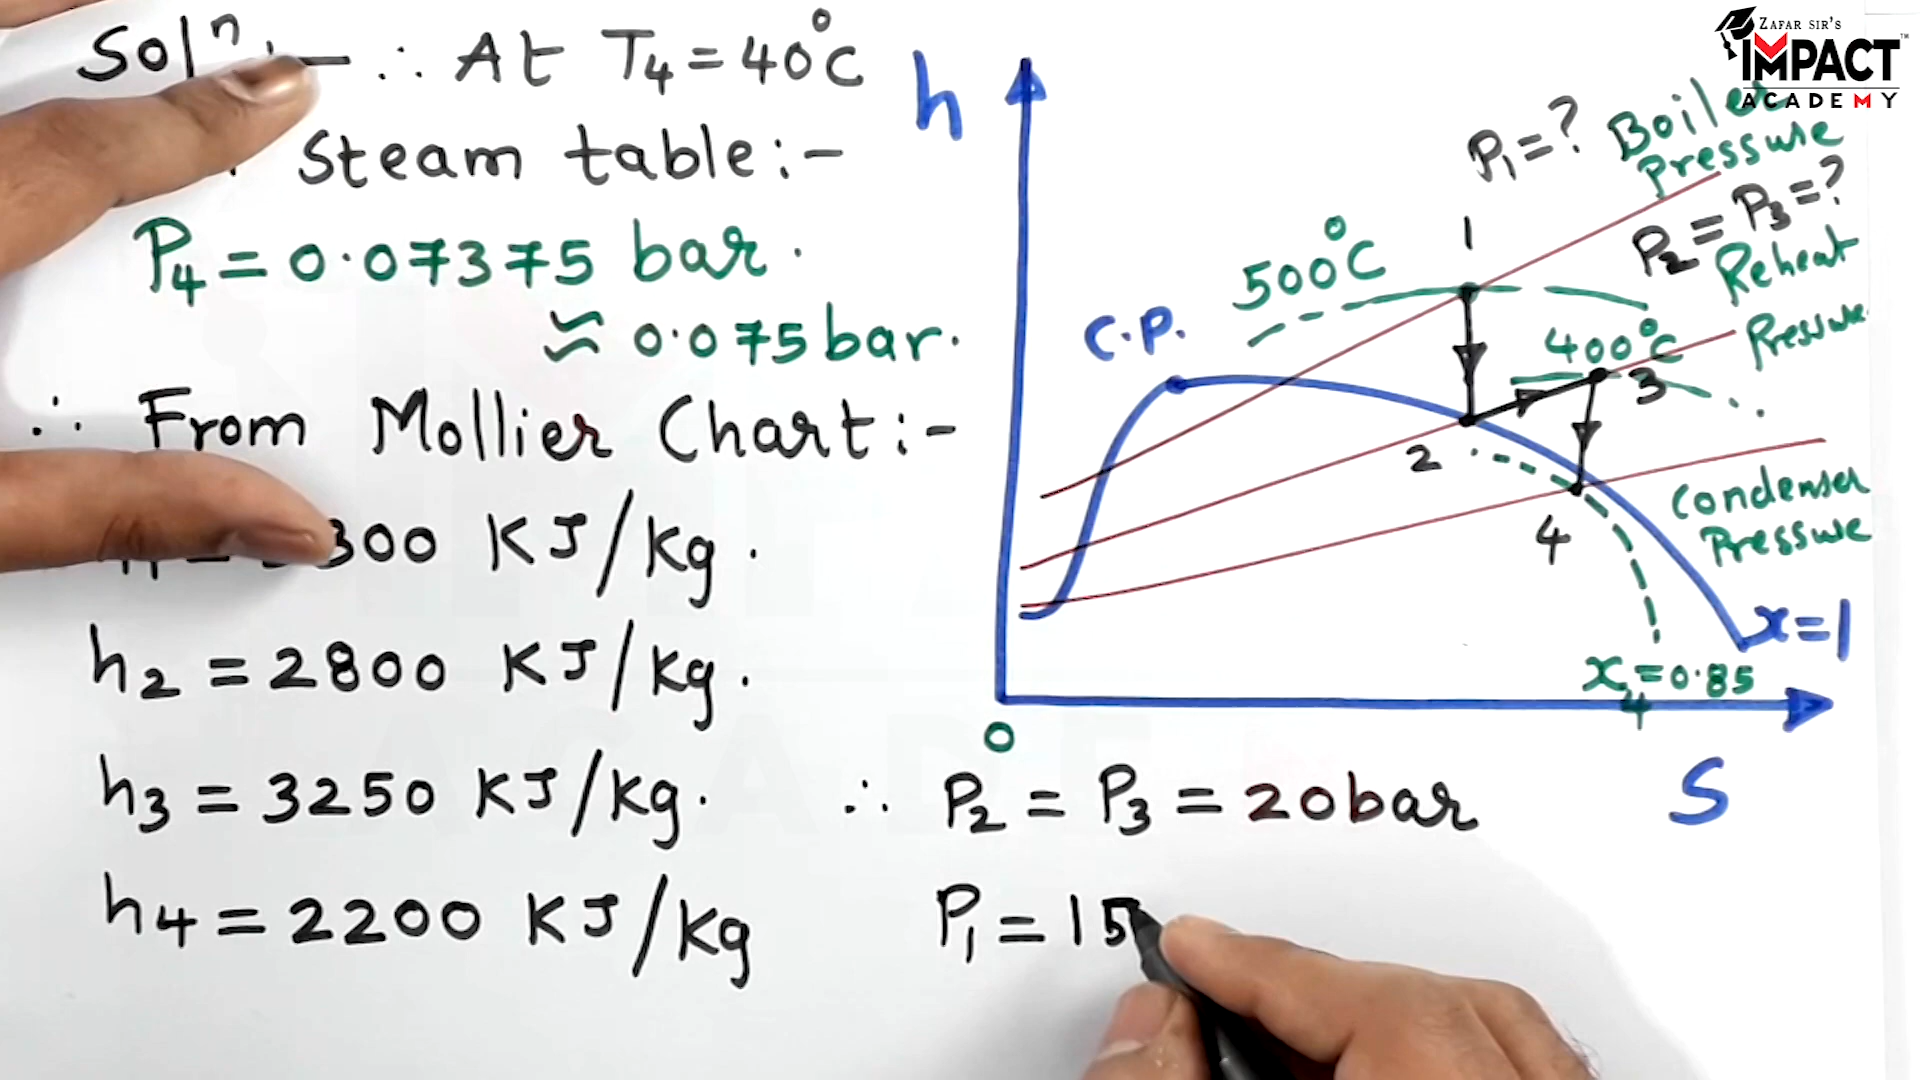 Solⁿ:- ∴ At T₄ = 40°C
Steam table:-
P₄ = 0.07375 bar.
≈ 0.075 bar.
∴ From Mollier Chart:-
300 KJ/Kg.
h₂ = 2800 KJ/Kg.
h₃ = 3250 KJ/Kg.
h₄ = 2200 KJ/Kg
h
C.P.
500°C
1
P₁ = ?
Boiler
Pressure
P₂ = P₃ = ?
Reheat
Pressure
400°C
3
2
4
Condenser
Pressure
x = 1
x₄ = 0.85
0
S
∴ P₂ = P₃ = 20 bar
P₁ = 15
ZAFAR SIR'S
IMPACT™
ACADEMY